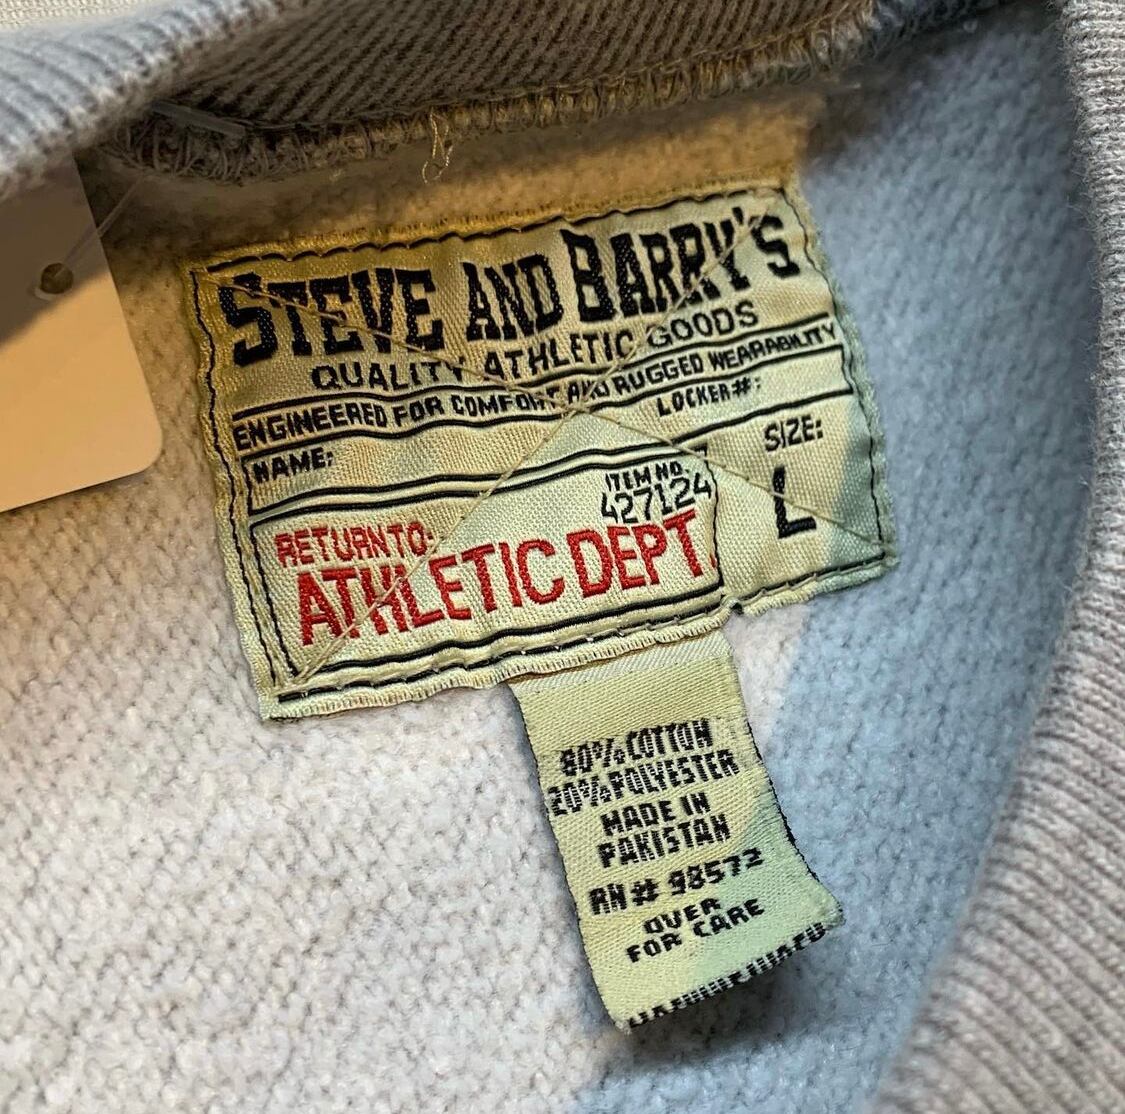 STEVE AND BARRY'S
QUALITY ATHLETIC GOODS
ENGINEERED FOR COMFORT AND RUGGED WEARABILITY
NAME: LOCKER#:
SIZE:
L
ITEM NO.
427124
RETURN TO:
ATHLETIC DEPT.
80% COTTON
20% POLYESTER
MADE IN
PAKISTAN
RN# 98572
OVER
FOR CARE